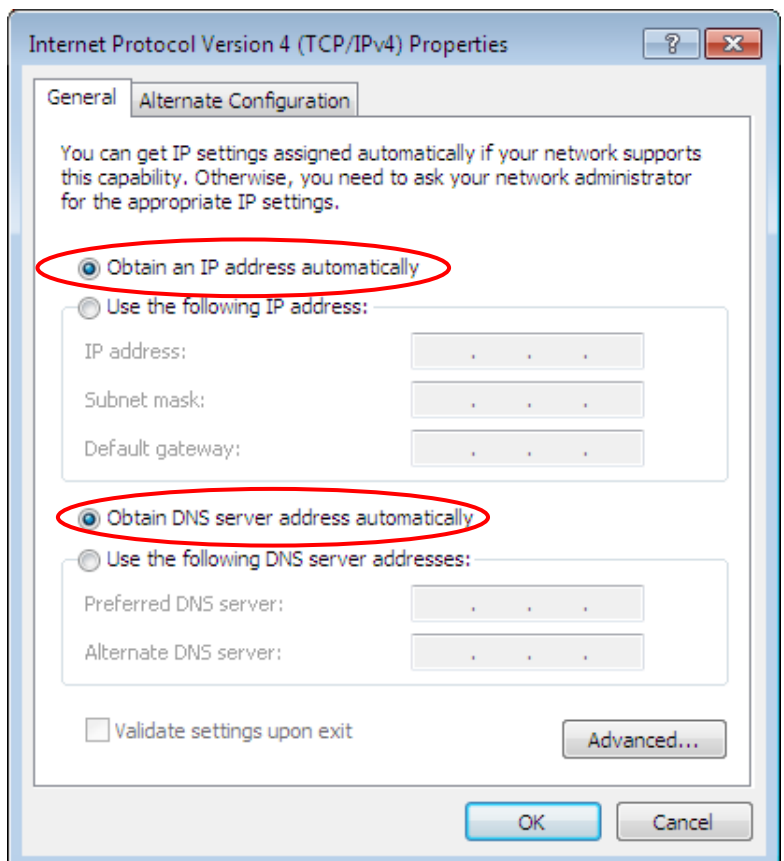 Internet Protocol Version 4 (TCP/IPv4) Properties
?
General
Alternate Configuration
You can get IP settings assigned automatically if your network supports
this capability. Otherwise, you need to ask your network administrator
for the appropriate IP settings.
Obtain an IP address automatically
Use the following IP address:
IP address:
. . .
Subnet mask:
. . .
Default gateway:
. . .
Obtain DNS server address automatically
Use the following DNS server addresses:
Preferred DNS server:
. . .
Alternate DNS server:
. . .
Validate settings upon exit
Advanced...
OK
Cancel